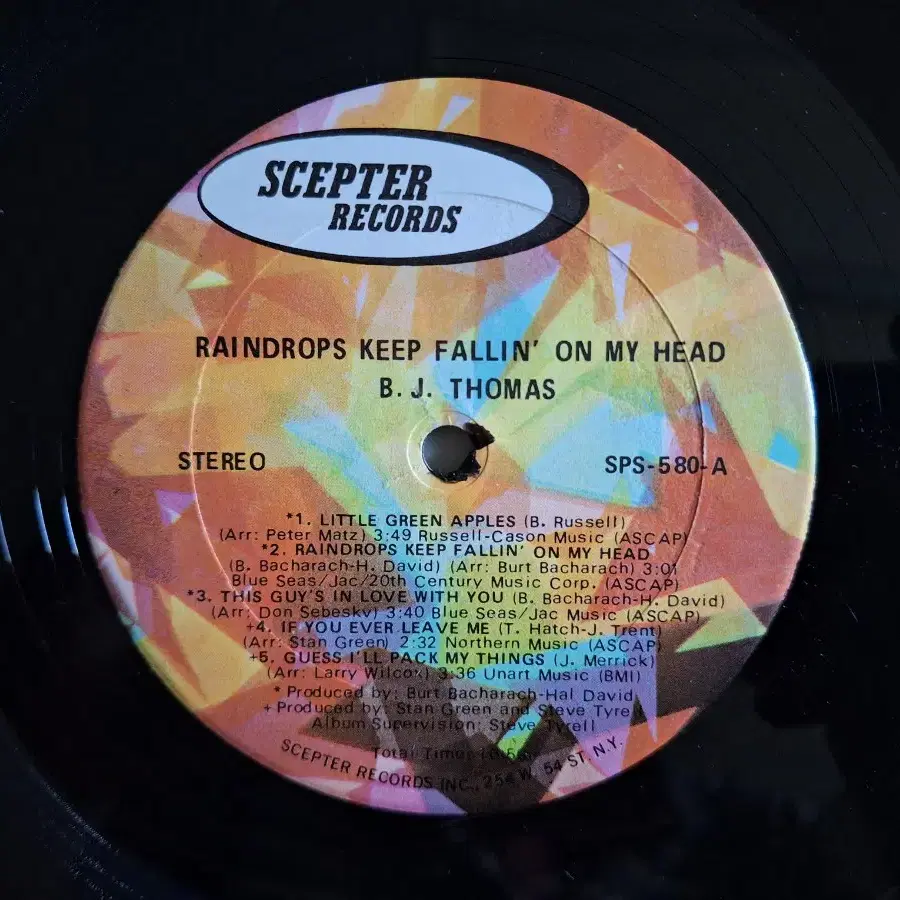 SCEPTER
RECORDS
RAINDROPS KEEP FALLIN' ON MY HEAD
B. J. THOMAS
STEREO
SPS-580-A
*1. LITTLE GREEN APPLES (B. Russell)
(Arr: Peter Matz) 3:49 Russell-Cason Music (ASCAP)
*2. RAINDROPS KEEP FALLIN' ON MY HEAD
(B. Bacharach-H. David) (Arr: Burt Bacharach) 3:01
Blue Seas/Jac/20th Century Music Corp. (ASCAP)
*3. THIS GUY'S IN LOVE WITH YOU (B. Bacharach-H. David)
(Arr: Don Sebesky) 3:40 Blue Seas/Jac Music (ASCAP)
+4. IF YOU EVER LEAVE ME (T. Hatch-J. Trent)
(Arr: Stan Green) 2:32 Northern Music (ASCAP)
+5. GUESS I'LL PACK MY THINGS (J. Merrick)
(Arr: Larry Wilcox) 3:36 Unart Music (BMI)
* Produced by: Burt Bacharach-Hal David
+ Produced by: Stan Green and Steve Tyrell
Album Supervision: Steve Tyrell
Total Time:
SCEPTER RECORDS INC., 254 W. 54 ST. N.Y.